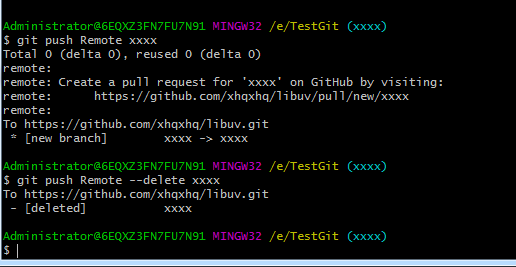 Administrator@6EQXZ3FN7FU7N91 MINGW32 /e/TestGit (xxxx)
$ git push Remote xxxx
Total 0 (delta 0), reused 0 (delta 0)
remote:
remote: Create a pull request for 'xxxx' on GitHub by visiting:
remote:      https://github.com/xhqxhq/libuv/pull/new/xxxx
remote:
To https://github.com/xhqxhq/libuv.git
 * [new branch]      xxxx -> xxxx
Administrator@6EQXZ3FN7FU7N91 MINGW32 /e/TestGit (xxxx)
$ git push Remote --delete xxxx
To https://github.com/xhqxhq/libuv.git
 - [deleted]         xxxx
Administrator@6EQXZ3FN7FU7N91 MINGW32 /e/TestGit (xxxx)
$